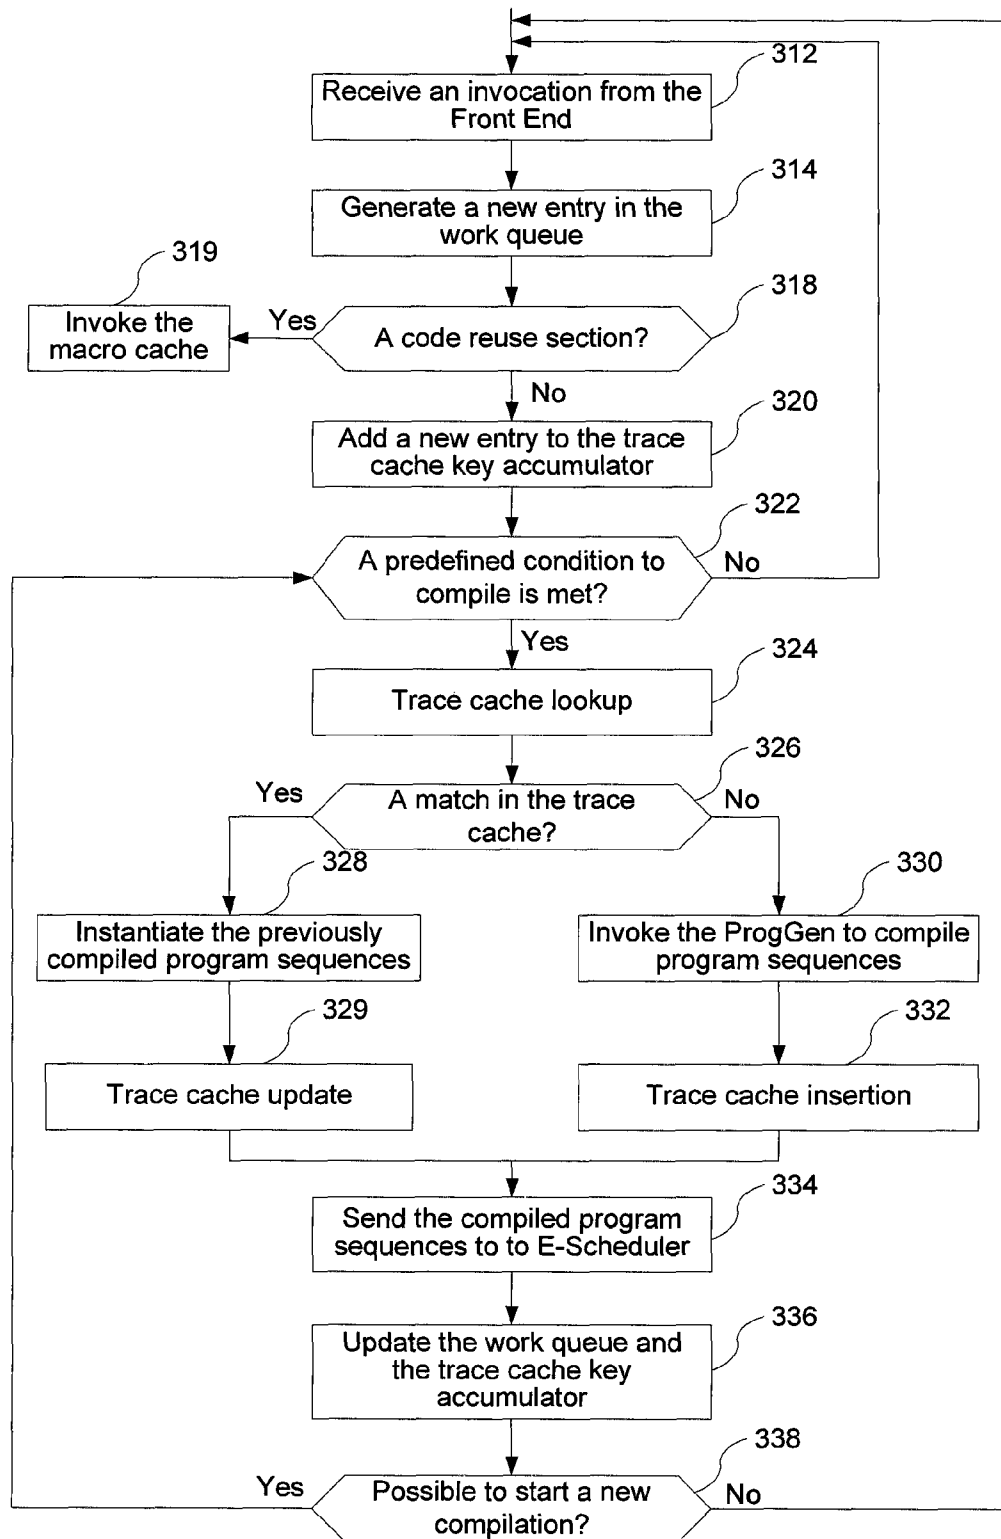 312
Receive an invocation from the
Front End
314
Generate a new entry in the
work queue
319
318
Invoke the
macro cache
Yes
A code reuse section?
No
320
Add a new entry to the trace
cache key accumulator
322
A predefined condition to
compile is met?
No
Yes
324
Trace cache lookup
326
Yes
A match in the trace
cache?
No
328
330
Instantiate the previously
compiled program sequences
Invoke the ProgGen to compile
program sequences
329
332
Trace cache update
Trace cache insertion
334
Send the compiled program
sequences to to E-Scheduler
336
Update the work queue and
the trace cache key
accumulator
338
Yes
Possible to start a new
compilation?
No